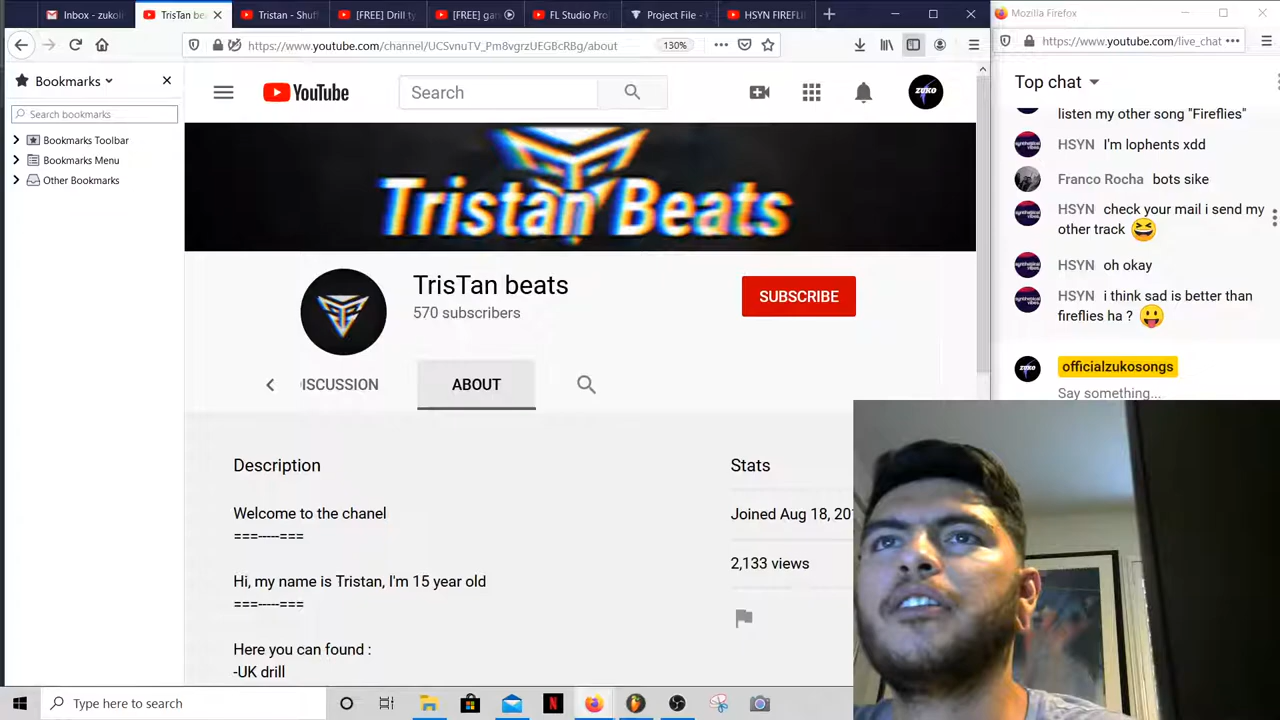 Inbox - zukoi
TrisTan bea
Tristan - Shuf
[FREE] Drill ty
[FREE] gan
FL Studio Pro
Project File -
HSYN FIREFLI
Mozilla Firefox
https://www.youtube.com/channel/UCSvnuTV_Pm8vgrzUEGBcRBg/about
130%
https://www.youtube.com/live_chat
Bookmarks
Search bookmarks
Bookmarks Toolbar
Bookmarks Menu
Other Bookmarks
YouTube
Search
ZUKO
Tristan Beats
TrisTan beats
570 subscribers
SUBSCRIBE
ISCUSSION
ABOUT
Description
Welcome to the chanel
===-----===
Hi, my name is Tristan, I'm 15 year old
===-----===
Here you can found :
-UK drill
Stats
Joined Aug 18, 201
2,133 views
Top chat
listen my other song "Fireflies"
HSYN I'm lophents xdd
Franco Rocha bots sike
HSYN check your mail i send my
other track
HSYN oh okay
HSYN i think sad is better than
fireflies ha ?
officialzukosongs
Say something...
Type here to search